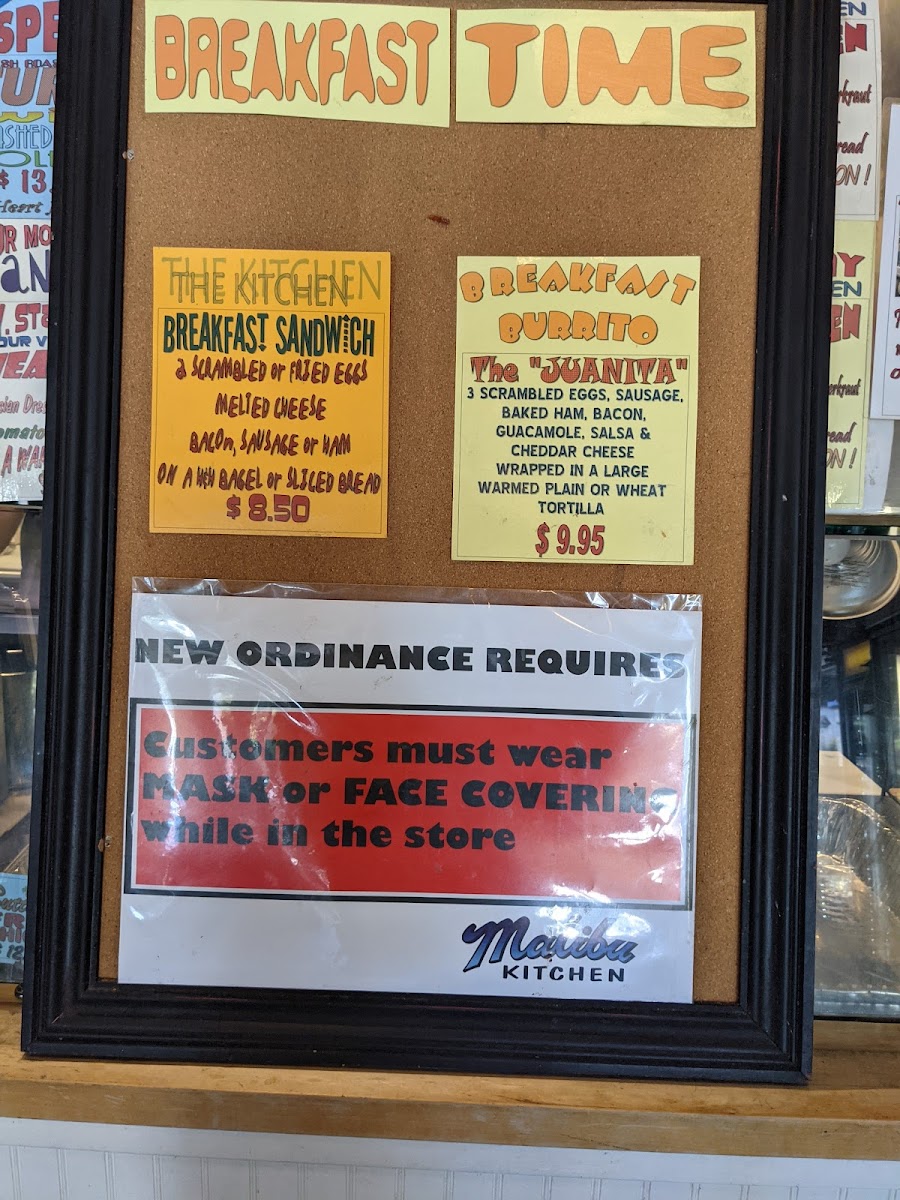 BREAKFAST TIME
THE KITCHEN
THE KITCHEN
BREAKFAST SANDWICH
2 SCRAMBLED or FRIED EGGS
MELTED CHEESE
BACON, SAUSAGE or HAM
ON A NEW BAGEL or SLICED BREAD
$ 8.50
BREAKFAST
BURRITO
The "JUANITA"
3 SCRAMBLED EGGS, SAUSAGE,
BAKED HAM, BACON,
GUACAMOLE, SALSA &
CHEDDAR CHEESE
WRAPPED IN A LARGE
WARMED PLAIN OR WHEAT
TORTILLA
$ 9.95
NEW ORDINANCE REQUIRES
Customers must wear
MASK or FACE COVERING
while in the store
Malibu
KITCHEN